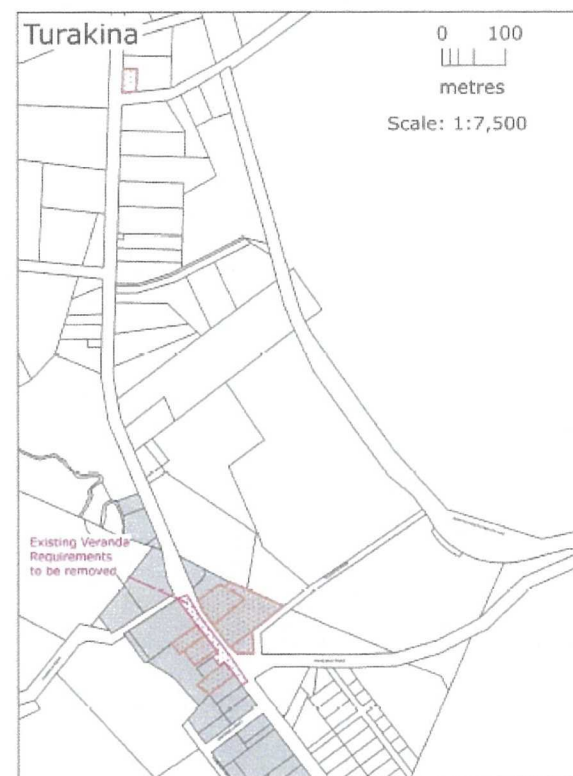 Turakina
0 100
metres
Scale: 1:7,500
Existing Veranda
Requirements
to be removed